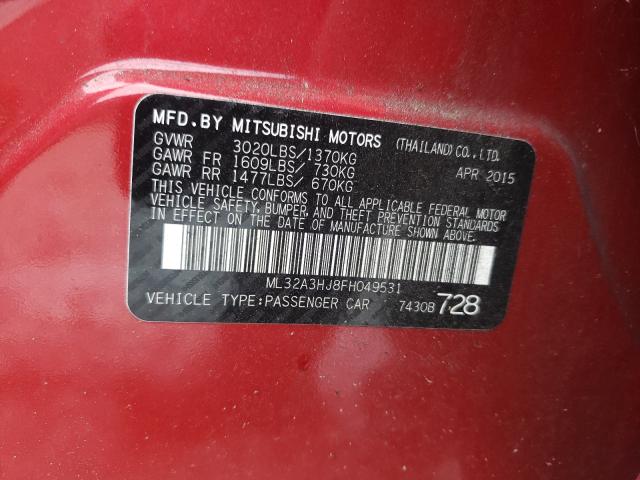 MFD.BY MITSUBISHI MOTORS (THAILAND)CO.,LTD.
GVWR 3020LBS/1370KG APR 2015
GAWR FR 1609LBS/ 730KG
GAWR RR 1477LBS/ 670KG
THIS VEHICLE CONFORMS TO ALL APPLICABLE FEDERAL MOTOR
VEHICLE SAFETY, BUMPER, AND THEFT PREVENTION STANDARDS
IN EFFECT ON THE DATE OF MANUFACTURE SHOWN ABOVE.
ML32A3HJ8FH049531
VEHICLE TYPE:PASSENGER CAR 7430B 728